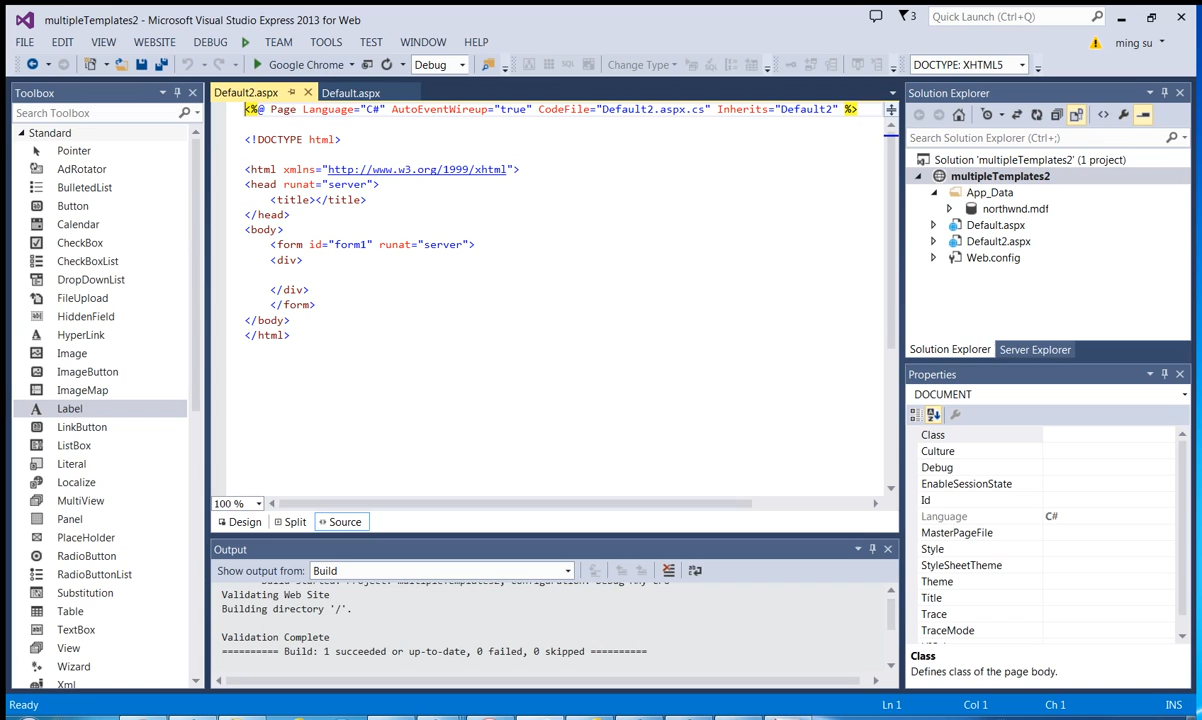 multipleTemplates2 - Microsoft Visual Studio Express 2013 for Web
3
Quick Launch (Ctrl+Q)
FILE EDIT VIEW WEBSITE DEBUG TEAM TOOLS TEST WINDOW HELP
ming su
Google Chrome
Debug
Change Type
DOCTYPE: XHTML5
Toolbox
Search Toolbox
Standard
Pointer
AdRotator
BulletedList
Button
Calendar
CheckBox
CheckBoxList
DropDownList
FileUpload
HiddenField
HyperLink
Image
ImageButton
ImageMap
Label
LinkButton
ListBox
Literal
Localize
MultiView
Panel
PlaceHolder
RadioButton
RadioButtonList
Substitution
Table
TextBox
View
Wizard
Xml
Default2.aspx
Default.aspx
<%@ Page Language="C#" AutoEventWireup="true" CodeFile="Default2.aspx.cs" Inherits="Default2" %>
<!DOCTYPE html>
<html xmlns="http://www.w3.org/1999/xhtml">
<head runat="server">
<title></title>
</head>
<body>
<form id="form1" runat="server">
<div>
</div>
</form>
</body>
</html>
100 %
Design Split Source
Output
Show output from: Build
Validating Web Site
Building directory '/'.
Validation Complete
========== Build: 1 succeeded or up-to-date, 0 failed, 0 skipped ==========
Solution Explorer
Search Solution Explorer (Ctrl+;)
Solution 'multipleTemplates2' (1 project)
multipleTemplates2
App_Data
northwnd.mdf
Default.aspx
Default2.aspx
Web.config
Solution Explorer Server Explorer
Properties
DOCUMENT
Class
Culture
Debug
EnableSessionState
Id
Language C#
MasterPageFile
Style
StyleSheetTheme
Theme
Title
Trace
TraceMode
Class
Defines class of the page body.
Ready
Ln 1 Col 1 Ch 1 INS